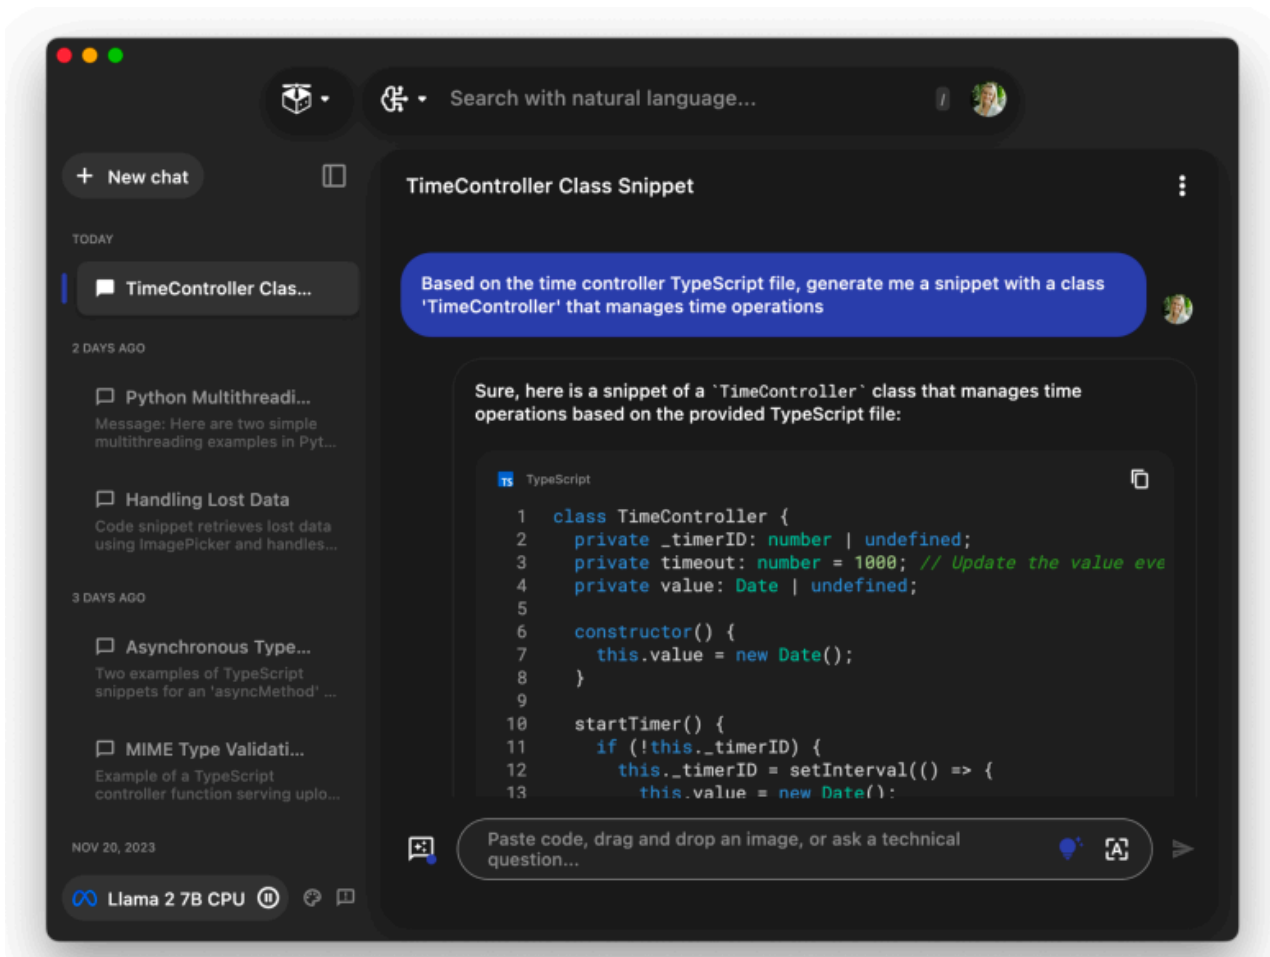 Search with natural language...
/
New chat
TimeController Class Snippet
TODAY
TimeController Clas...
2 DAYS AGO
Python Multithreadi...
Message: Here are two simple
multithreading examples in Pyt...
Handling Lost Data
Code snippet retrieves lost data
using ImagePicker and handles...
3 DAYS AGO
Asynchronous Type...
Two examples of TypeScript
snippets for an 'asyncMethod' ...
MIME Type Validati...
Example of a TypeScript
controller function serving uplo...
NOV 20, 2023
Llama 2 7B CPU
Based on the time controller TypeScript file, generate me a snippet with a class
'TimeController' that manages time operations
Sure, here is a snippet of a `TimeController` class that manages time
operations based on the provided TypeScript file:
TS TypeScript
1 class TimeController {
2 private _timerID: number | undefined;
3 private timeout: number = 1000; // Update the value eve
4 private value: Date | undefined;
5
6 constructor() {
7 this.value = new Date();
8 }
9
10 startTimer() {
11 if (!this._timerID) {
12 this._timerID = setInterval(() => {
13 this.value = new Date();
Paste code, drag and drop an image, or ask a technical
question...
A